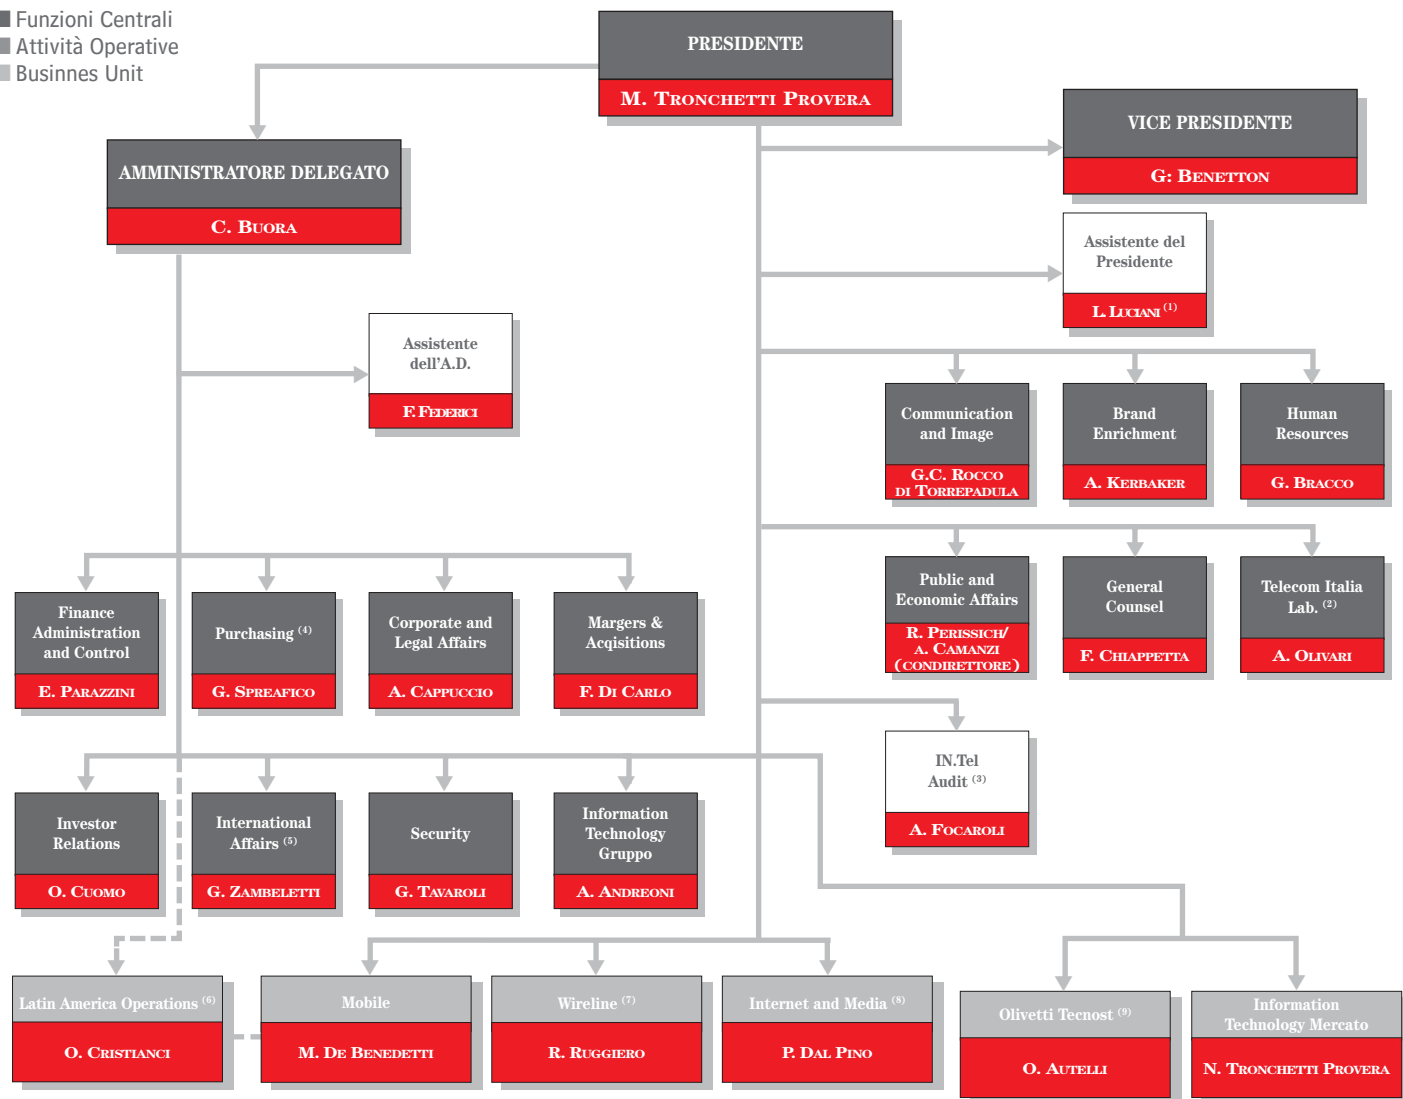 Funzioni Centrali
Attività Operative
Businnes Unit
PRESIDENTE
M. TRONCHETTI PROVERA
VICE PRESIDENTE
G: BENETTON
AMMINISTRATORE DELEGATO
C. BUORA
Assistente del
Presidente
L. LUCIANI (1)
Assistente
dell'A.D.
F. FEDERICI
Communication
and Image
G.C. ROCCO
DI TORREPADULA
Brand
Enrichment
A. KERBAKER
Human
Resources
G. BRACCO
Public and
Economic Affairs
R. PERISSICH/
A. CAMANZI
(CONDIRETTORE)
General
Counsel
F. CHIAPPETTA
Telecom Italia
Lab. (2)
A. OLIVARI
Finance
Administration
and Control
E. PARAZZINI
Purchasing (4)
G. SPREAFICO
Corporate and
Legal Affairs
A. CAPPUCCIO
Margers &
Acqisitions
F. DI CARLO
IN.Tel
Audit (3)
A. FOCAROLI
Investor
Relations
O. CUOMO
International
Affairs (5)
G. ZAMBELETTI
Security
G. TAVAROLI
Information
Technology
Gruppo
A. ANDREONI
Latin America Operations (6)
O. CRISTIANCI
Mobile
M. DE BENEDETTI
Wireline (7)
R. RUGGIERO
Internet and Media (8)
P. DAL PINO
Olivetti Tecnost (9)
O. AUTELLI
Information
Technology Mercato
N. TRONCHETTI PROVERA